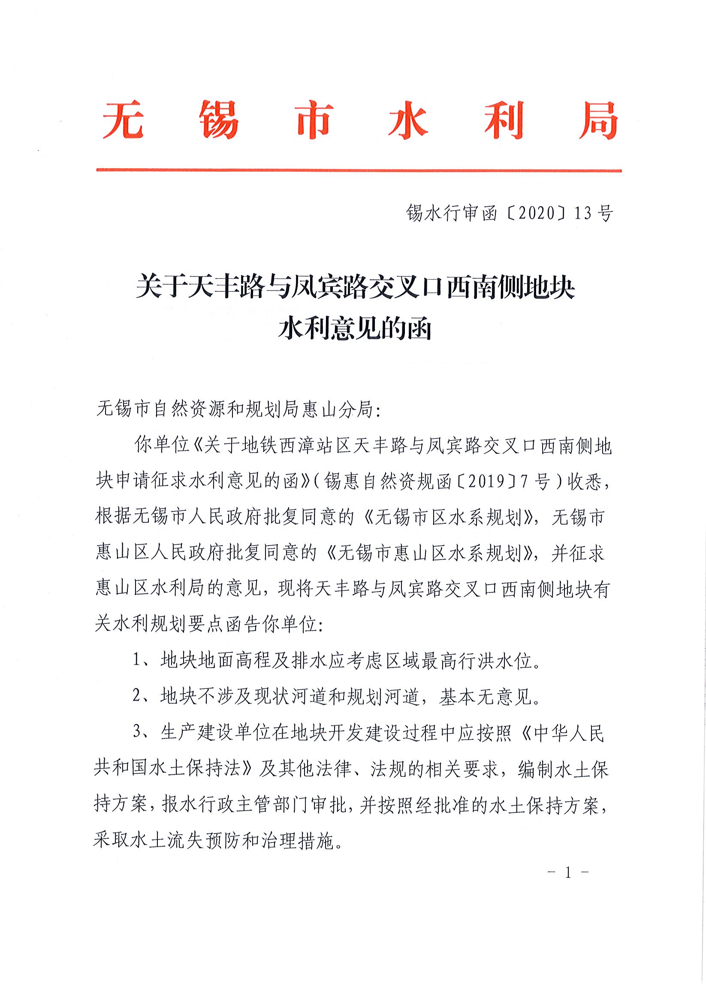 无锡市水利局
锡水行审函〔2020〕13号
关于天丰路与凤宾路交叉口西南侧地块
水利意见的函
无锡市自然资源和规划局惠山分局：
你单位《关于地铁西漳站区天丰路与凤宾路交叉口西南侧地
块申请征求水利意见的函》（锡惠自然资规函〔2019〕7号）收悉，
根据无锡市人民政府批复同意的《无锡市区水系规划》，无锡市
惠山区人民政府批复同意的《无锡市惠山区水系规划》，并征求
惠山区水利局的意见，现将天丰路与凤宾路交叉口西南侧地块有
关水利规划要点函告你单位：
1、地块地面高程及排水应考虑区域最高行洪水位。
2、地块不涉及现状河道和规划河道，基本无意见。
3、生产建设单位在地块开发建设过程中应按照《中华人民
共和国水土保持法》及其他法律、法规的相关要求，编制水土保
持方案，报水行政主管部门审批，并按照经批准的水土保持方案，
采取水土流失预防和治理措施。
- 1 -